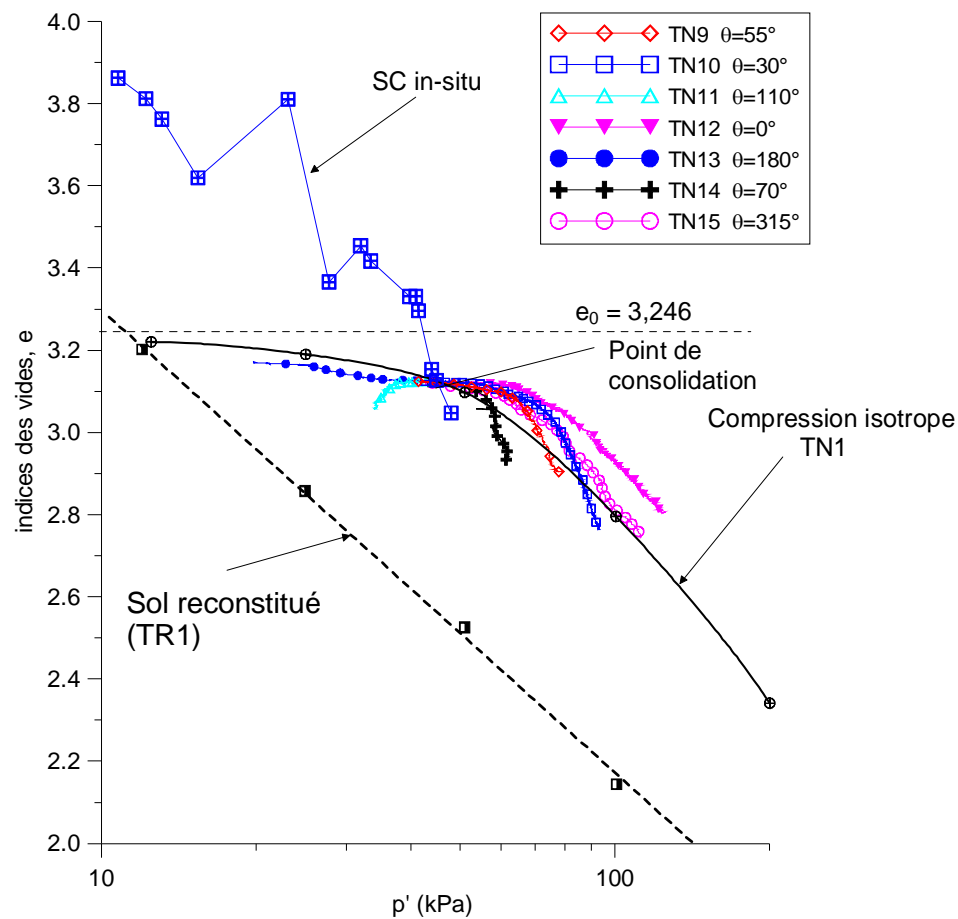 4.0
3.8
3.6
3.4
3.2
3.0
2.8
2.6
2.4
2.2
2.0
indices des vides, e
10
100
p' (kPa)
TN9 θ=55°
TN10 θ=30°
TN11 θ=110°
TN12 θ=0°
TN13 θ=180°
TN14 θ=70°
TN15 θ=315°
SC in-situ
e0 = 3,246
Point de
consolidation
Compression isotrope
TN1
Sol reconstitué
(TR1)